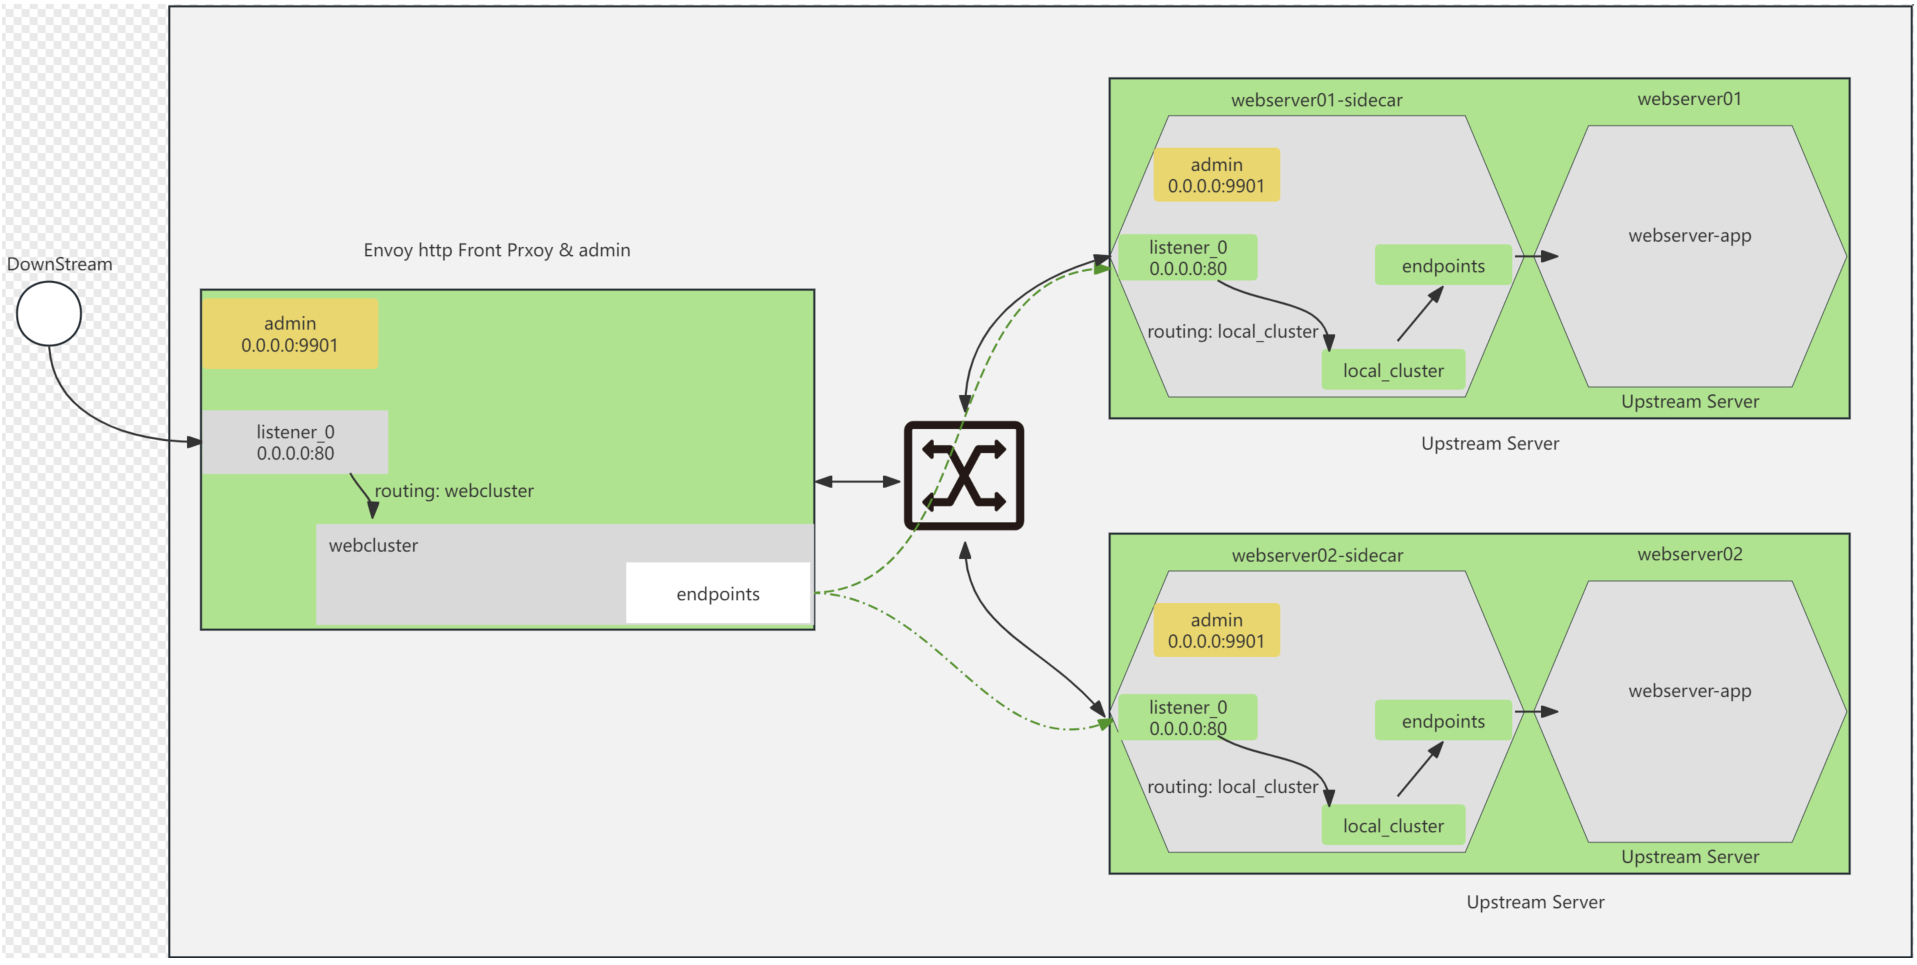 DownStream
Envoy http Front Prxoy & admin
admin
0.0.0.0:9901
listener_0
0.0.0.0:80
routing: webcluster
webcluster
endpoints
webserver01-sidecar
webserver01
admin
0.0.0.0:9901
listener_0
0.0.0.0:80
routing: local_cluster
local_cluster
endpoints
webserver-app
Upstream Server
Upstream Server
webserver02-sidecar
webserver02
admin
0.0.0.0:9901
listener_0
0.0.0.0:80
routing: local_cluster
local_cluster
endpoints
webserver-app
Upstream Server
Upstream Server